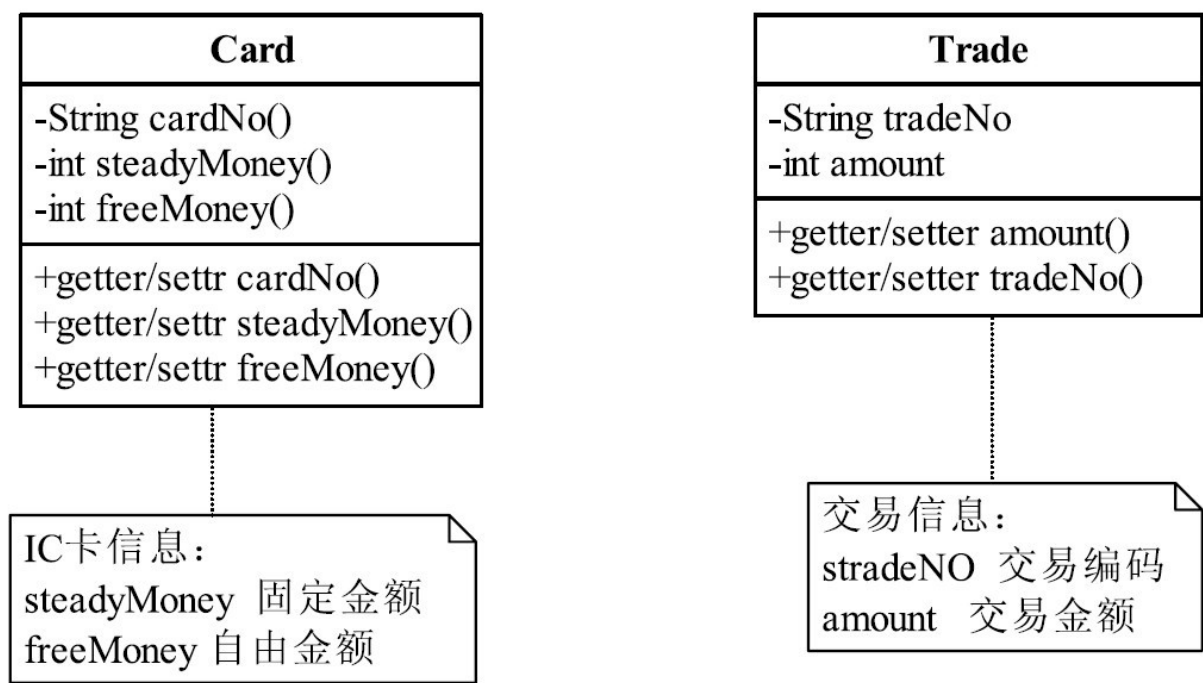 Card
-String cardNo()
-int steadyMoney()
-int freeMoney()
+getter/settr cardNo()
+getter/settr steadyMoney()
+getter/settr freeMoney()
IC卡信息：
steadyMoney 固定金额
freeMoney 自由金额
Trade
-String tradeNo
-int amount
+getter/setter amount()
+getter/setter tradeNo()
交易信息：
stradeNO 交易编码
amount 交易金额